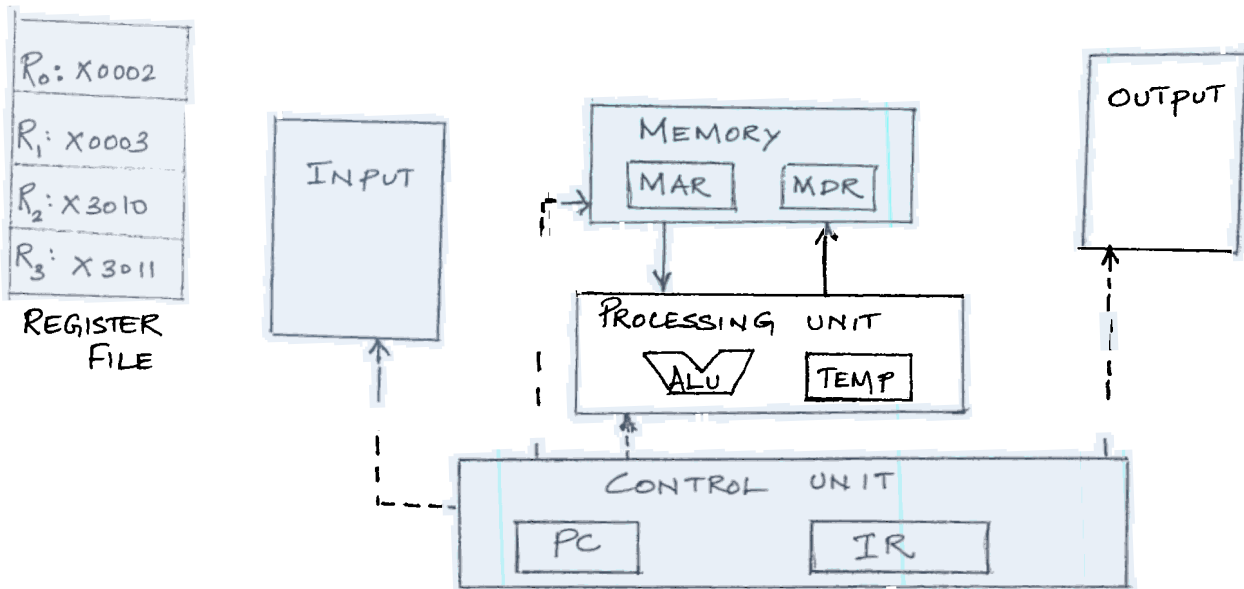 R₀: X0002
R₁: X0003
R₂: X3010
R₃: X3011
REGISTER
FILE
INPUT
MEMORY
MAR MDR
OUTPUT
PROCESSING UNIT
ALU TEMP
CONTROL UNIT
PC IR